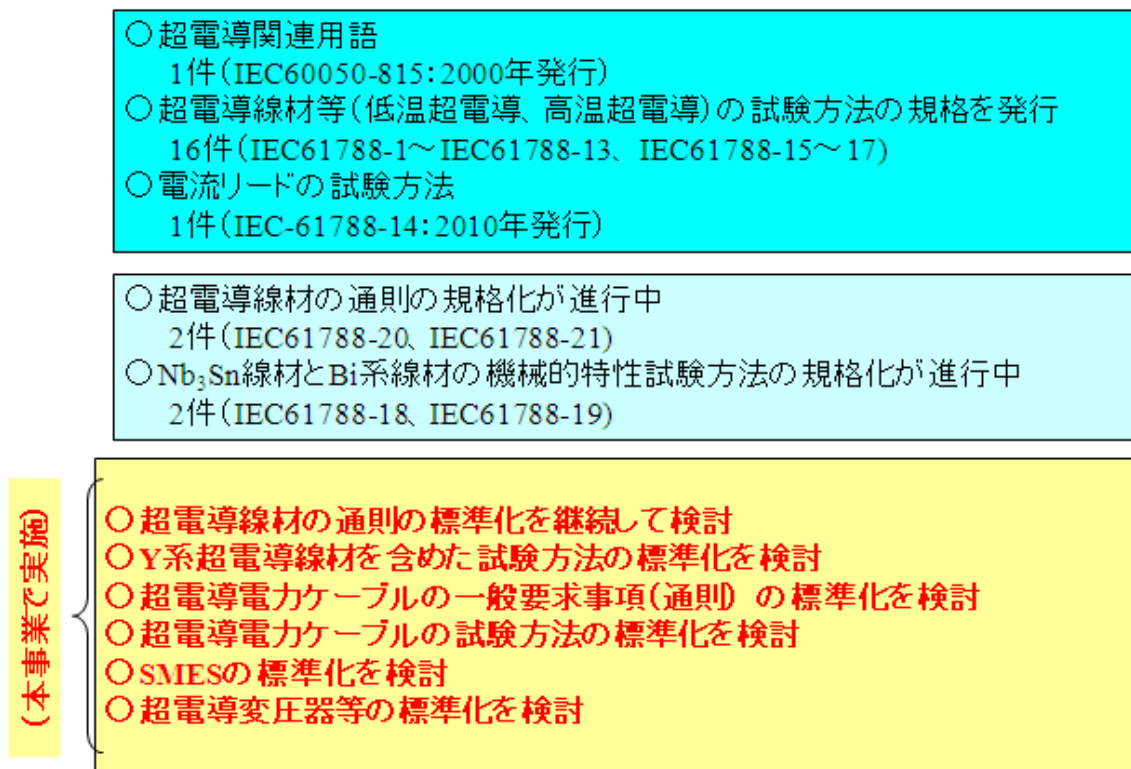 ○超電導関連用語
1件(IEC60050-815：2000年発行)
○超電導線材等(低温超電導、高温超電導)の試験方法の規格を発行
16件(IEC61788-1～IEC61788-13、IEC61788-15～17)
○電流リードの試験方法
1件(IEC-61788-14：2010年発行)
○超電導線材の通則の規格化が進行中
2件(IEC61788-20、IEC61788-21)
○Nb₃Sn線材とBi系線材の機械的特性試験方法の規格化が進行中
2件(IEC61788-18、IEC61788-19)
(本事業で実施)
○超電導線材の通則の標準化を継続して検討
○Y系超電導線材を含めた試験方法の標準化を検討
○超電導電力ケーブルの一般要求事項(通則) の標準化を検討
○超電導電力ケーブルの試験方法の標準化を検討
○SMESの標準化を検討
○超電導変圧器等の標準化を検討